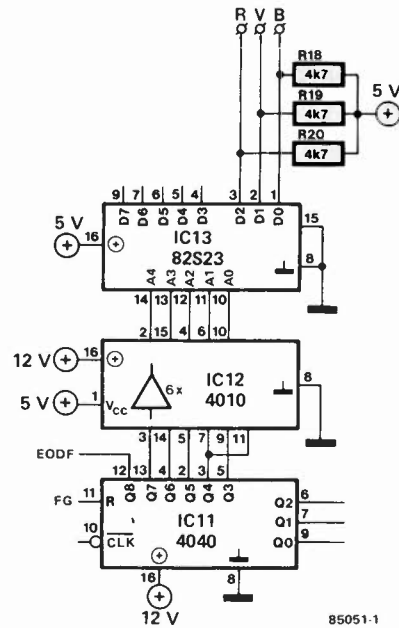 R V B
R18
4k7
R19
4k7
5 V
R20
4k7
9 7 6 5 4 3 2 1
D7 D6 D5 D4 D3 D2 D1 D0
15
5 V
16
IC13
82S23
8
A4 A3 A2 A1 A0
14 13 12 11 10
2 15 4 6 10
12 V
16
6x
IC12
4010
8
5 V
1
VCC
3 14 5 7 9 11
EODF
12 13 4 2 3 5
Q8 Q7 Q6 Q5 Q4 Q3
FG
11
R
Q2
6
IC11
4040
Q1
7
10
CLK
Q0
9
16
8
12 V
85051-1